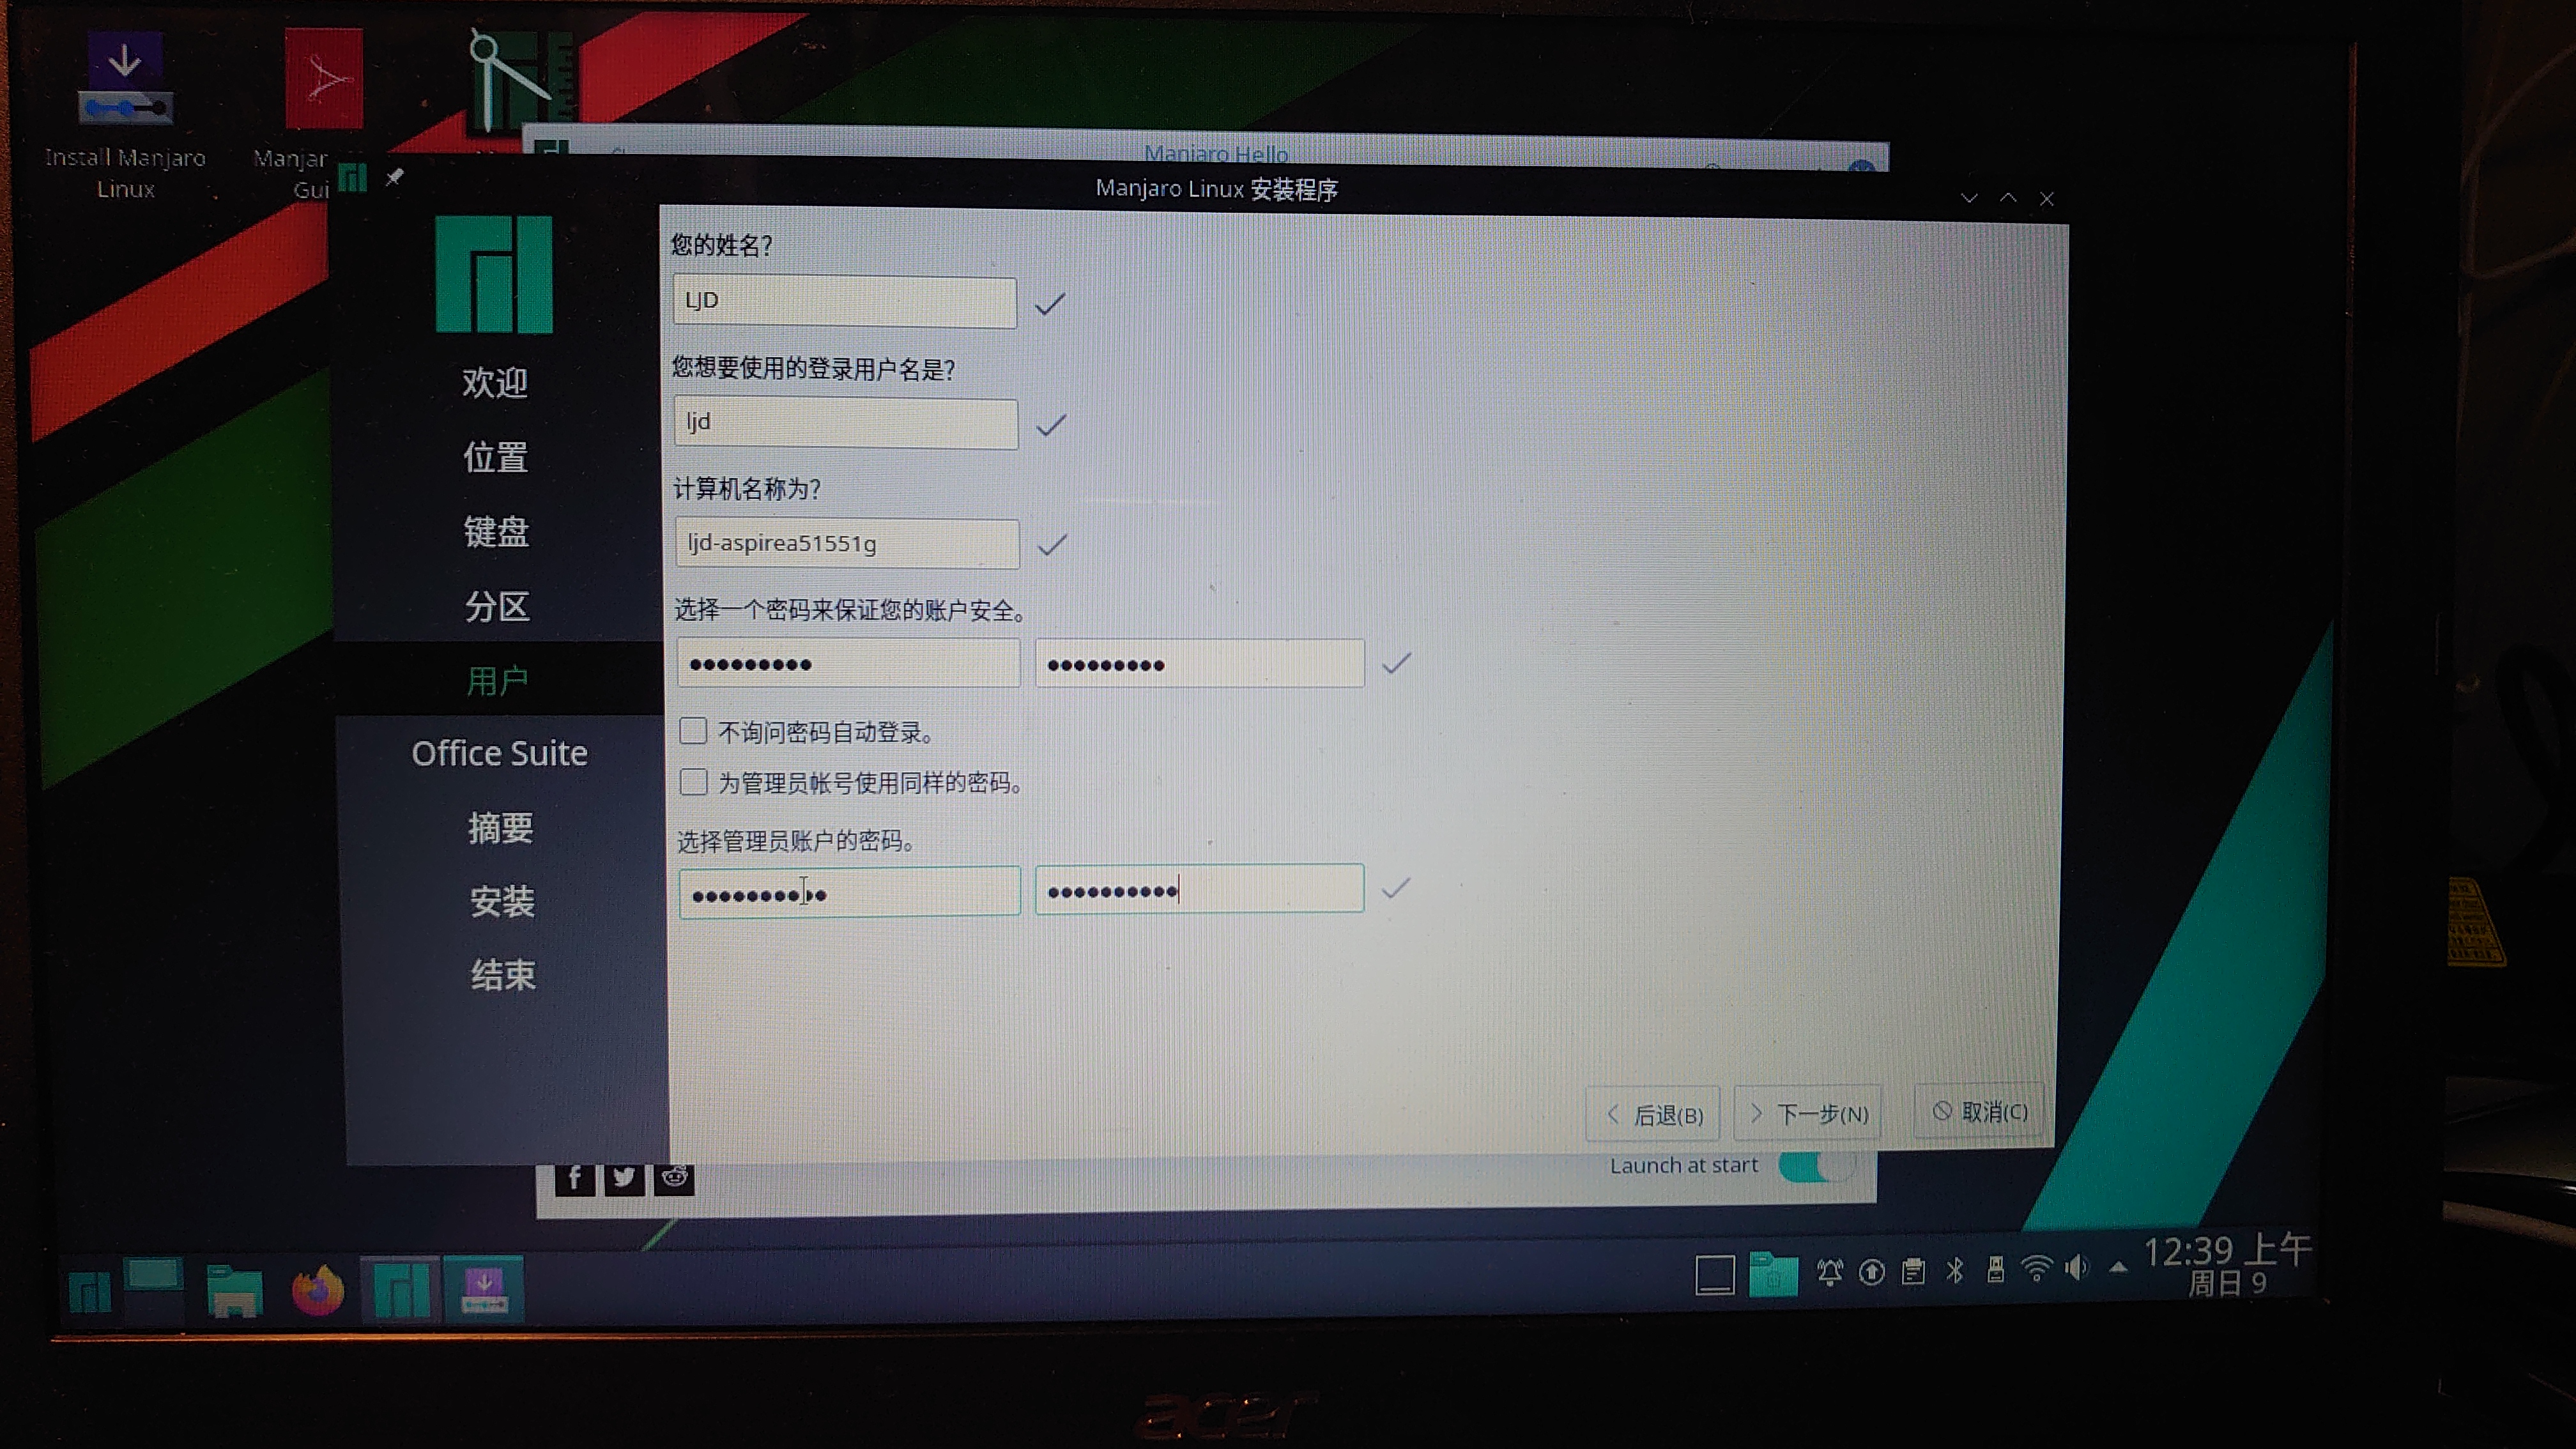 Install Manjaro
Linux
Manjar
Gui
Manjaro Hello
Manjaro Linux 安装程序
欢迎
位置
键盘
分区
用户
Office Suite
摘要
安装
结束
您的姓名?
LJD
您想要使用的登录用户名是?
ljd
计算机名称为?
ljd-aspirea51551g
选择一个密码来保证您的账户安全。
不询问密码自动登录。
为管理员帐号使用同样的密码。
选择管理员账户的密码。
后退(B)
下一步(N)
取消(C)
Launch at start
12:39 上午
周日 9
acer